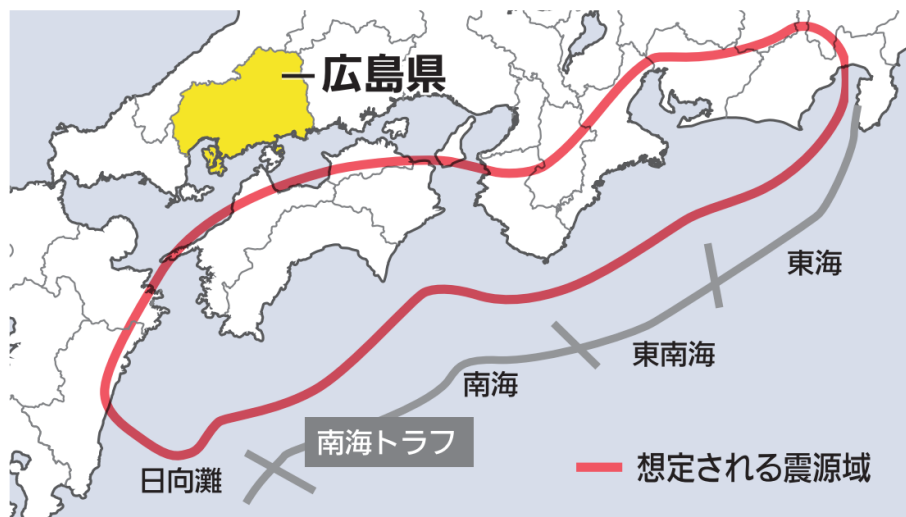 広島県
東海
東南海
南海
南海トラフ
日向灘
想定される震源域